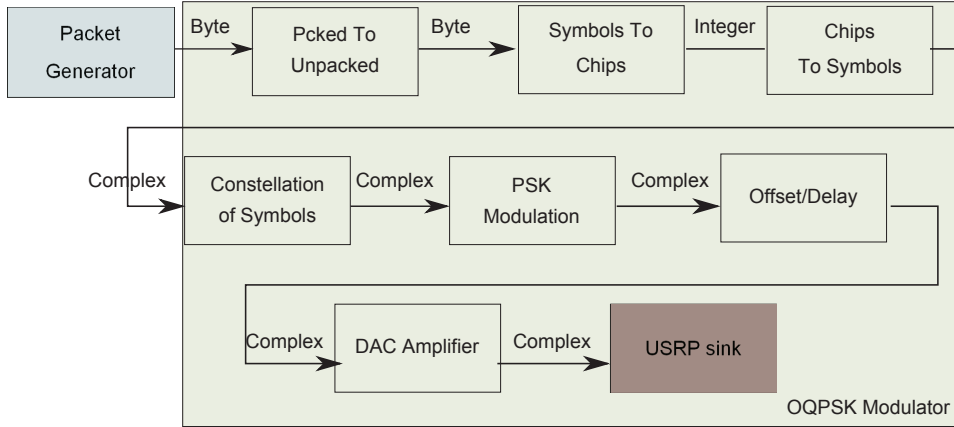 Packet
Generator
Byte
Pcked To
Unpacked
Byte
Symbols To
Chips
Integer
Chips
To Symbols
Complex
Constellation
of Symbols
Complex
PSK
Modulation
Complex
Offset/Delay
Complex
DAC Amplifier
Complex
USRP sink
OQPSK Modulator